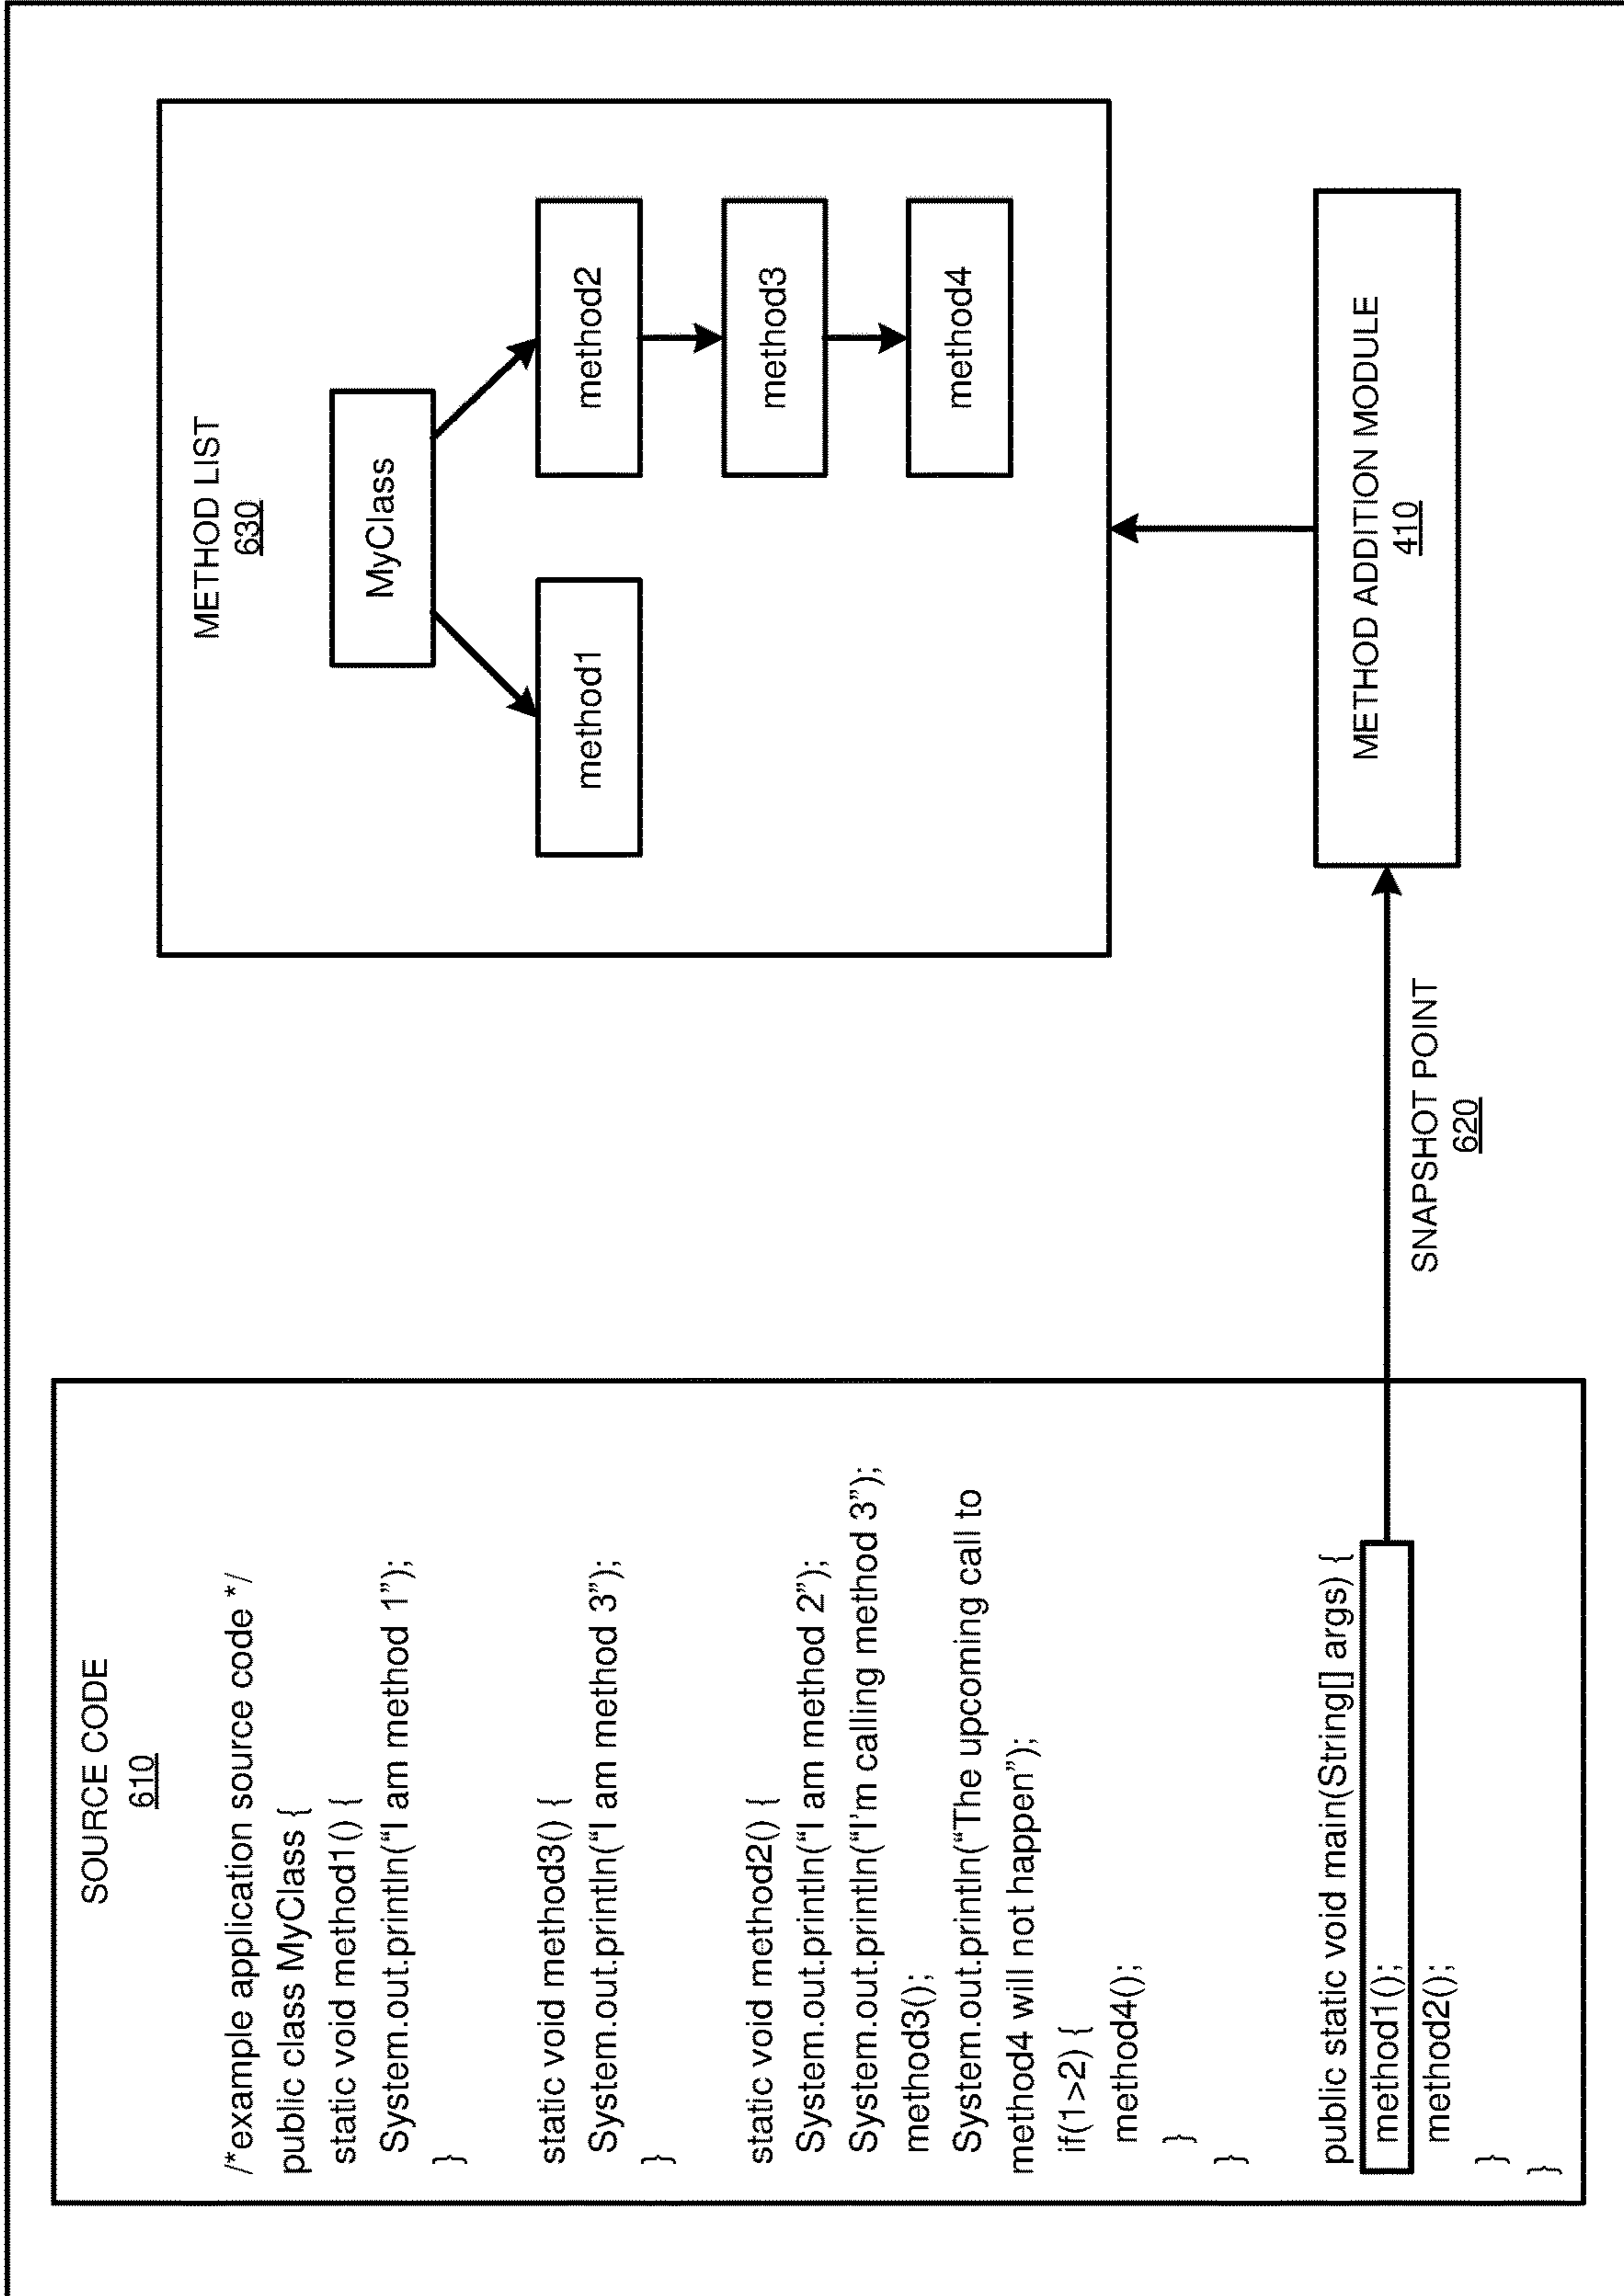 SOURCE CODE
610
/*example application source code */
public class MyClass {
static void method1() {
System.out.println(“I am method 1”);
}
static void method3() {
System.out.println(“I am method 3”);
}
static void method2() {
System.out.println(“I am method 2”);
System.out.println(“I'm calling method 3”);
method3();
System.out.println(“The upcoming call to
method4 will not happen”);
if(1>2) {
method4();
}
}
public static void main(String[] args) {
method1();
method2();
}
}
SNAPSHOT POINT
620
METHOD LIST
630
MyClass
method1
method2
method3
method4
METHOD ADDITION MODULE
410